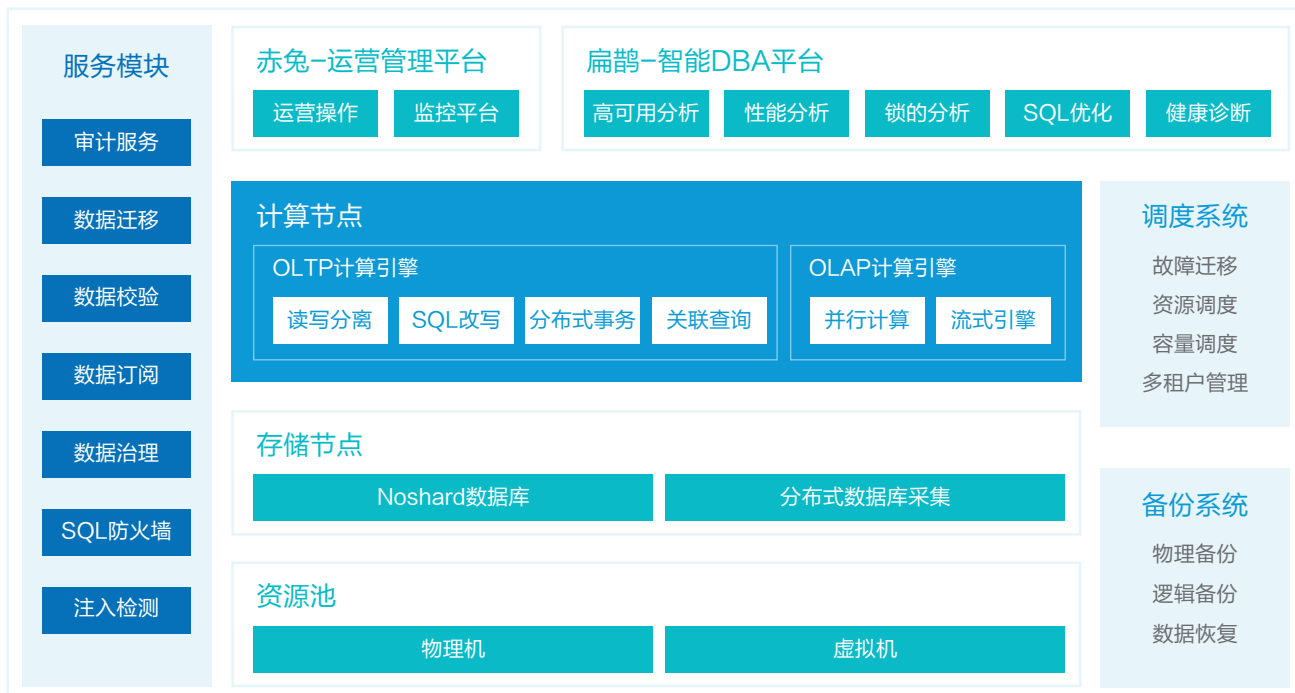 服务模块
审计服务
数据迁移
数据校验
数据订阅
数据治理
SQL防火墙
注入检测
赤兔-运营管理平台
运营操作
监控平台
扁鹊-智能DBA平台
高可用分析
性能分析
锁的分析
SQL优化
健康诊断
计算节点
OLTP计算引擎
读写分离
SQL改写
分布式事务
关联查询
OLAP计算引擎
并行计算
流式引擎
存储节点
Noshard数据库
分布式数据库采集
资源池
物理机
虚拟机
调度系统
故障迁移
资源调度
容量调度
多租户管理
备份系统
物理备份
逻辑备份
数据恢复